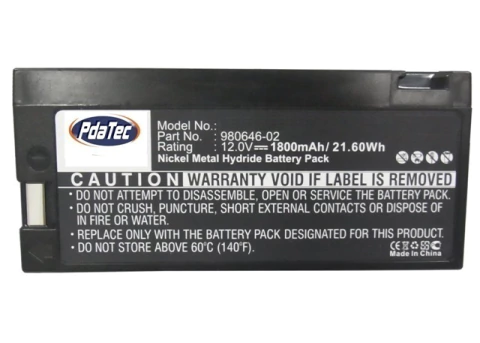 PdaTec
Model No. :
Part No. : 980646-02
Rating : 12.0V 1800mAh/ 21.60Wh
Nickel Metal Hydride Battery Pack
CAUTION WARRANTY VOID IF LABEL IS REMOVED
• DO NOT ATTEMPT TO DISASSEMBLE, OPEN OR SERVICE BATTERY PACK.
• DO NOT CRUSH, PUNCTURE, SHORT EXTERNAL CONTACTS OR DISPOSE OF
IN FIRE OR WATER.
• REPLACE ONLY WITH THE BATTERY PACK DESIGNATED FOR THIS PRODUCT.
• DO NOT STORE ABOVE 60°C (140°F).
CE
Made in China